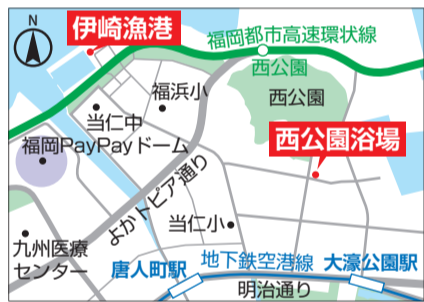 N
伊崎漁港
福岡都市高速環状線
西公園
西公園
福浜小
当仁中
福岡PayPayドーム
西公園浴場
よかトピア通り
当仁小
九州医療
センター
唐人町駅
地下鉄空港線
大濠公園駅
明治通り